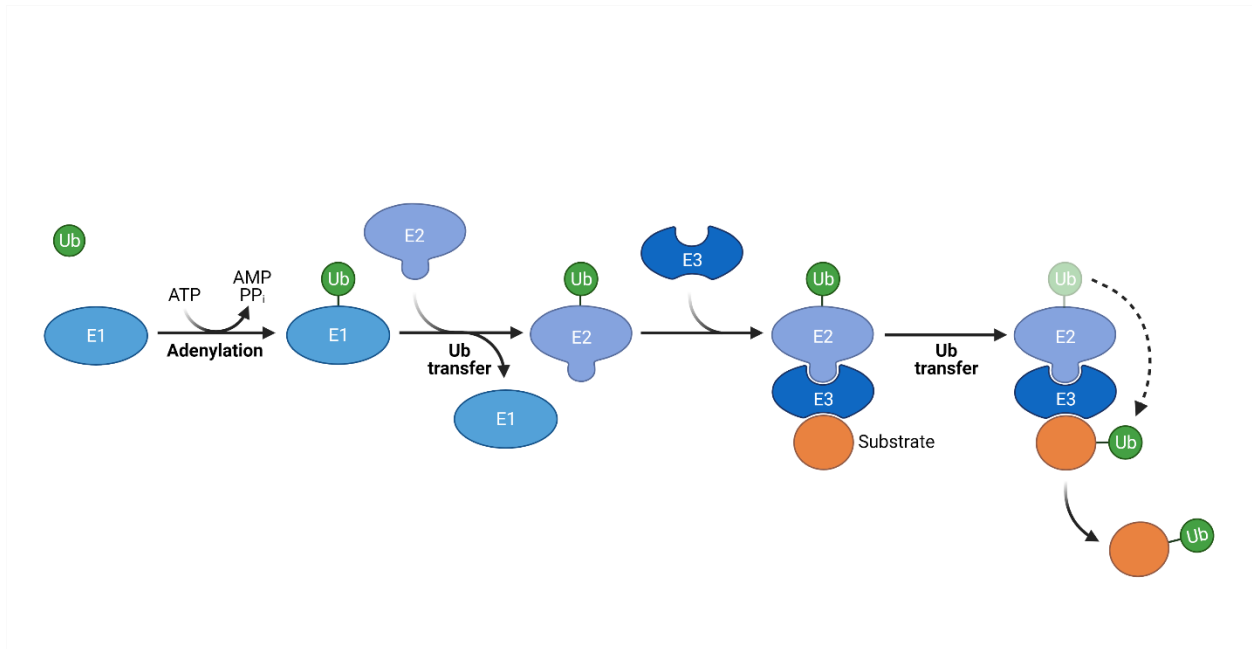 Ub
E1
ATP
AMP
PPᵢ
Adenylation
Ub
E1
E2
Ub
transfer
E1
Ub
E2
E3
Ub
E2
E3
Substrate
Ub
transfer
Ub
E2
E3
Ub
Ub